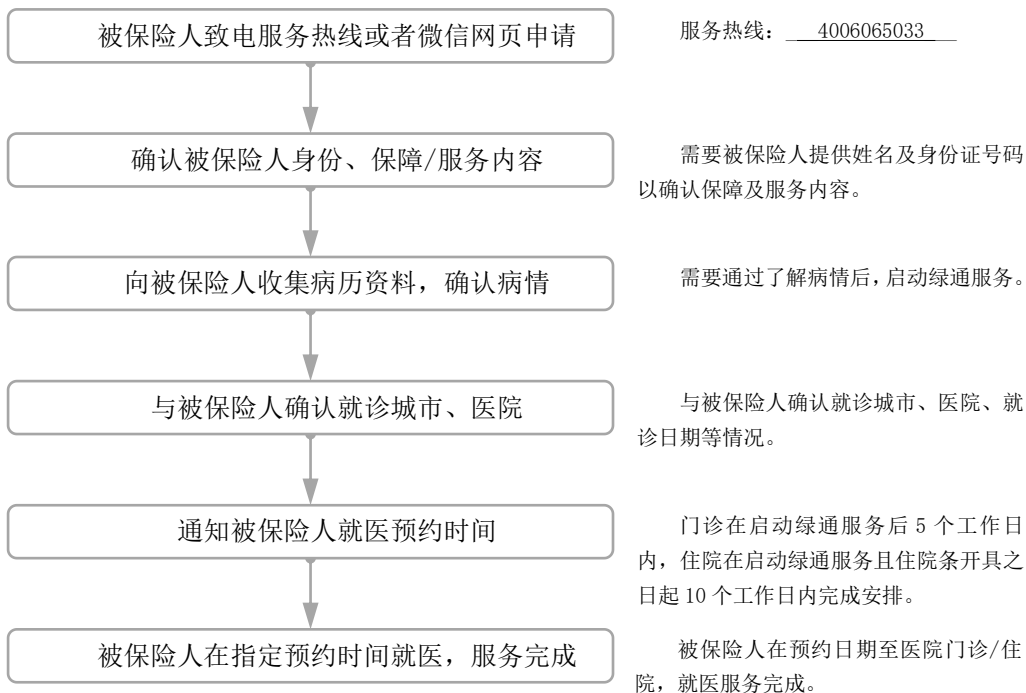 被保险人致电服务热线或者微信网页申请
服务热线：  4006065033  
确认被保险人身份、保障/服务内容
需要被保险人提供姓名及身份证号码
以确认保障及服务内容。
向被保险人收集病历资料，确认病情
需要通过了解病情后，启动绿通服务。
与被保险人确认就诊城市、医院
与被保险人确认就诊城市、医院、就
诊日期等情况。
通知被保险人就医预约时间
门诊在启动绿通服务后 5 个工作日
内，住院在启动绿通服务且住院条开具之
日起 10 个工作日内完成安排。
被保险人在指定预约时间就医，服务完成
被保险人在预约日期至医院门诊/住
院，就医服务完成。